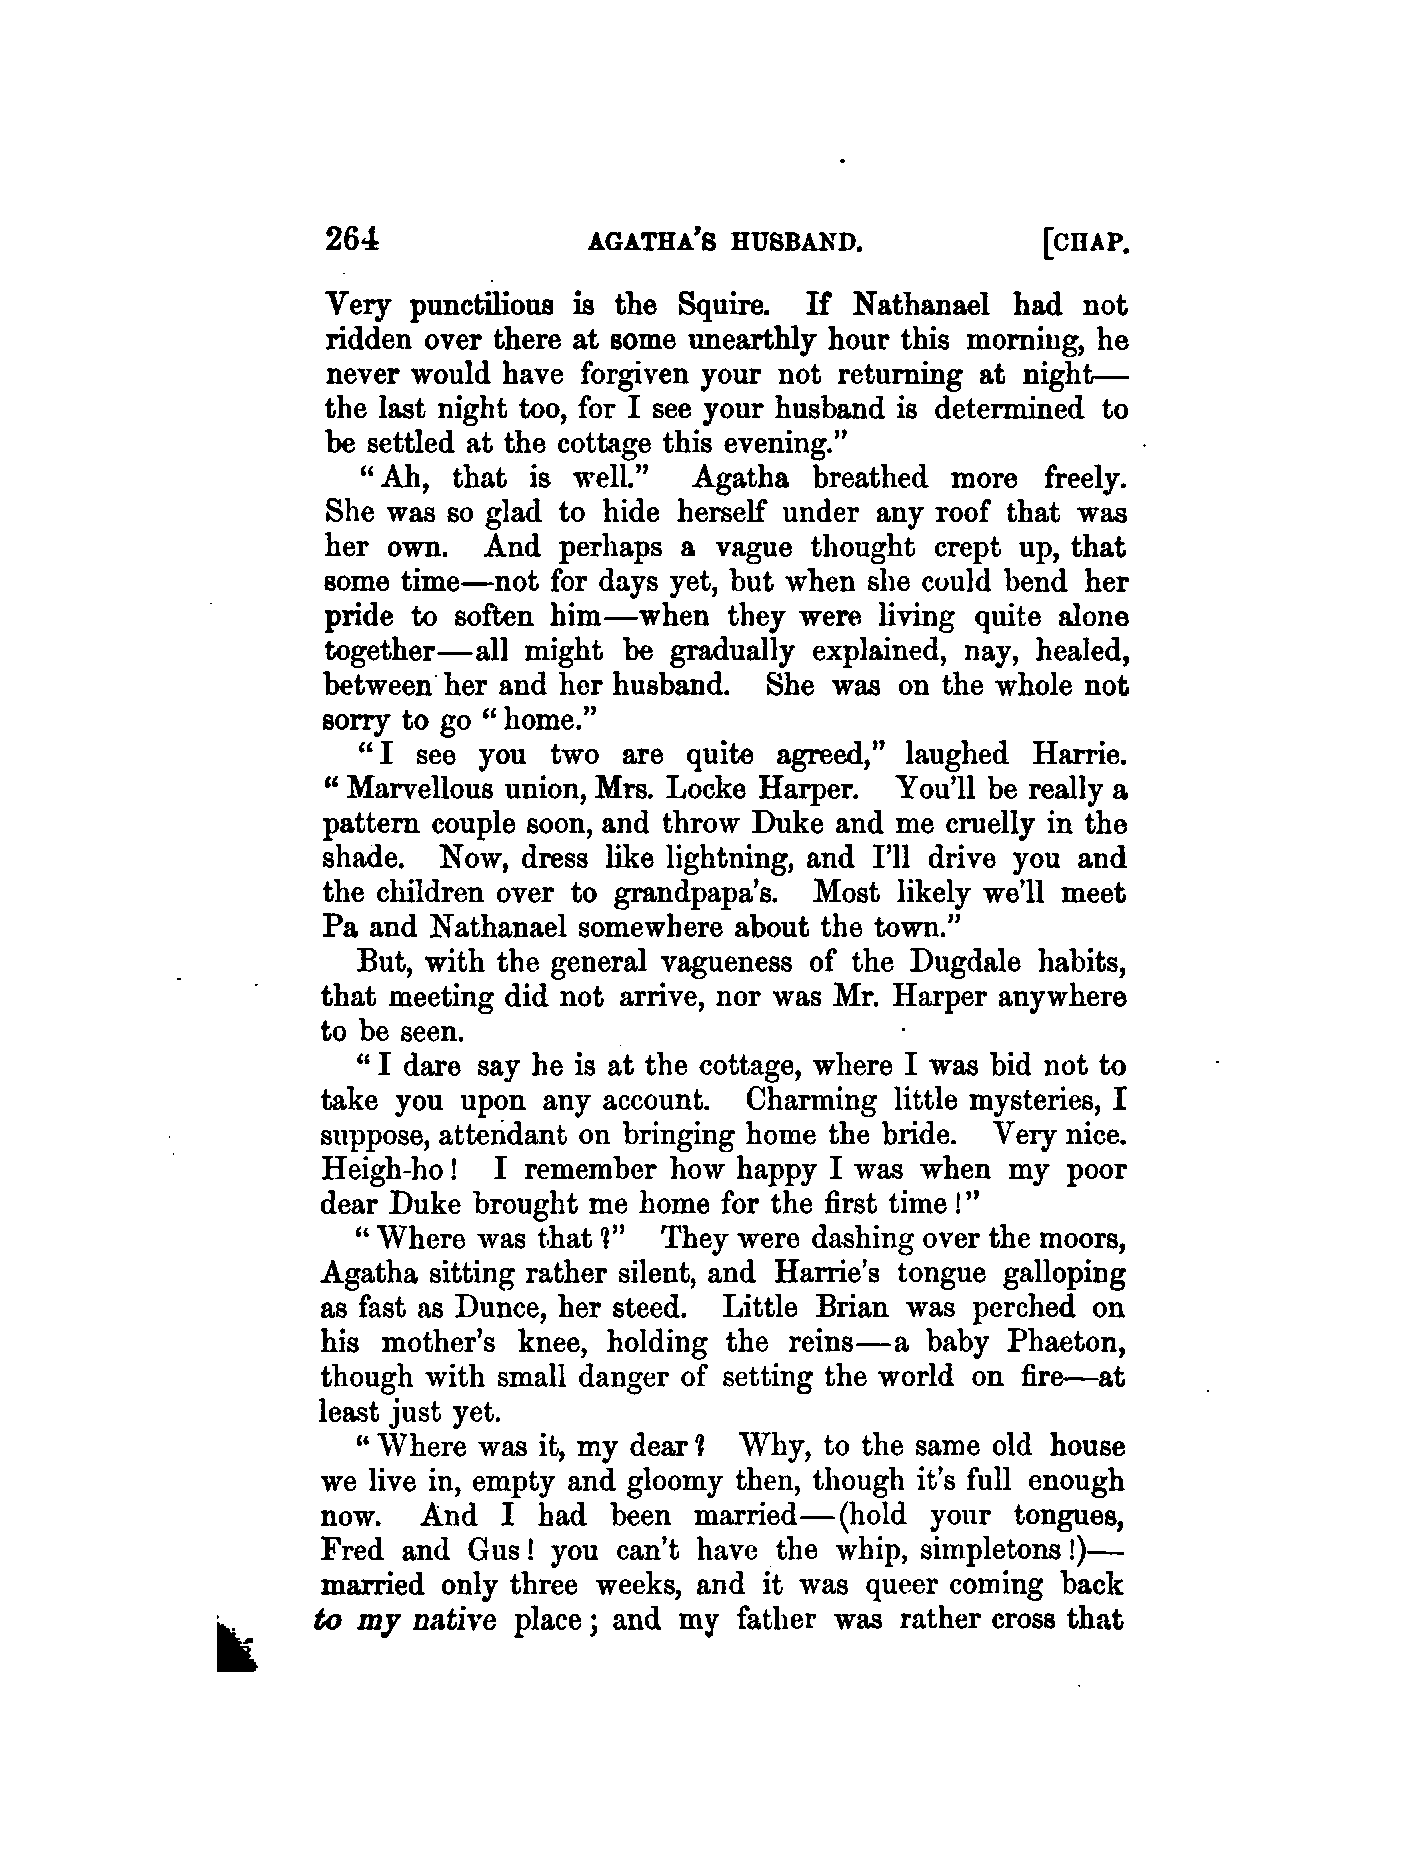 264 AGATHA'S HUSBAND. [CHAP.
Very punctilious is the Squire. If Nathanael had not
ridden over there at some unearthly hour this morning, he
never would have forgiven your not returning at night—
the last night too, for I see your husband is determined to
be settled at the cottage this evening."
"Ah, that is well." Agatha breathed more freely.
She was so glad to hide herself under any roof that was
her own. And perhaps a vague thought crept up, that
some time—not for days yet, but when she could bend her
pride to soften him—when they were living quite alone
together—all might be gradually explained, nay, healed,
between her and her husband. She was on the whole not
sorry to go "home."
"I see you two are quite agreed," laughed Harrie.
"Marvellous union, Mrs. Locke Harper. You'll be really a
pattern couple soon, and throw Duke and me cruelly in the
shade. Now, dress like lightning, and I'll drive you and
the children over to grandpapa's. Most likely we'll meet
Pa and Nathanael somewhere about the town."
But, with the general vagueness of the Dugdale habits,
that meeting did not arrive, nor was Mr. Harper anywhere
to be seen.
"I dare say he is at the cottage, where I was bid not to
take you upon any account. Charming little mysteries, I
suppose, attendant on bringing home the bride. Very nice.
Heigh-ho! I remember how happy I was when my poor
dear Duke brought me home for the first time!"
"Where was that?" They were dashing over the moors,
Agatha sitting rather silent, and Harrie's tongue galloping
as fast as Dunce, her steed. Little Brian was perched on
his mother's knee, holding the reins—a baby Phaeton,
though with small danger of setting the world on fire—at
least just yet.
"Where was it, my dear? Why, to the same old house
we live in, empty and gloomy then, though it's full enough
now. And I had been married—(hold your tongues,
Fred and Gus! you can't have the whip, simpletons!)—
married only three weeks, and it was queer coming back
to my native place; and my father was rather cross that